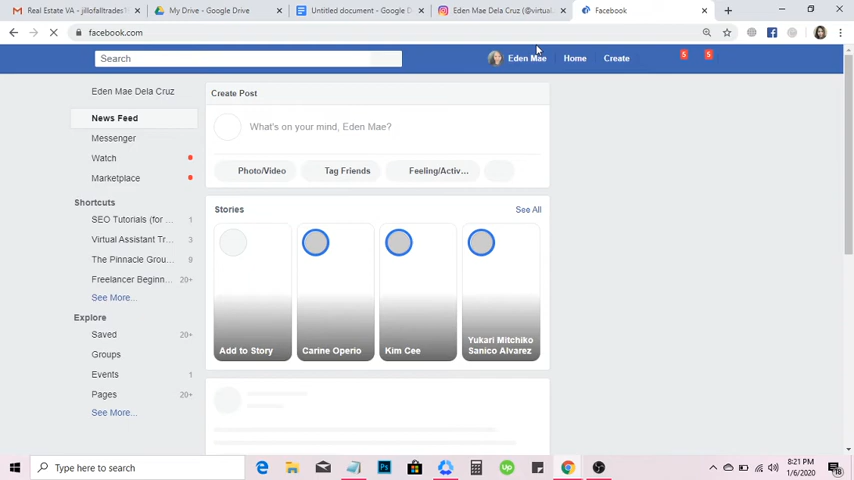 Real Estate VA - jillofalltradesT
My Drive - Google Drive
Untitled document - Google D
Eden Mae Dela Cruz (@virtual
Facebook
facebook.com
Search
Eden Mae
Home
Create
5
5
Eden Mae Dela Cruz
News Feed
Messenger
Watch
Marketplace
Shortcuts
SEO Tutorials (for ... 1
Virtual Assistant Tr... 3
The Pinnacle Grou... 9
Freelancer Beginn... 20+
See More...
Explore
Saved 20+
Groups
Events 1
Pages 20+
See More...
Create Post
What's on your mind, Eden Mae?
Photo/Video
Tag Friends
Feeling/Activ...
Stories
See All
Add to Story
Carine Operio
Kim Cee
Yukari Mitchiko
Sanico Alvarez
Type here to search
Ps
Up
8:21 PM
1/6/2020
18